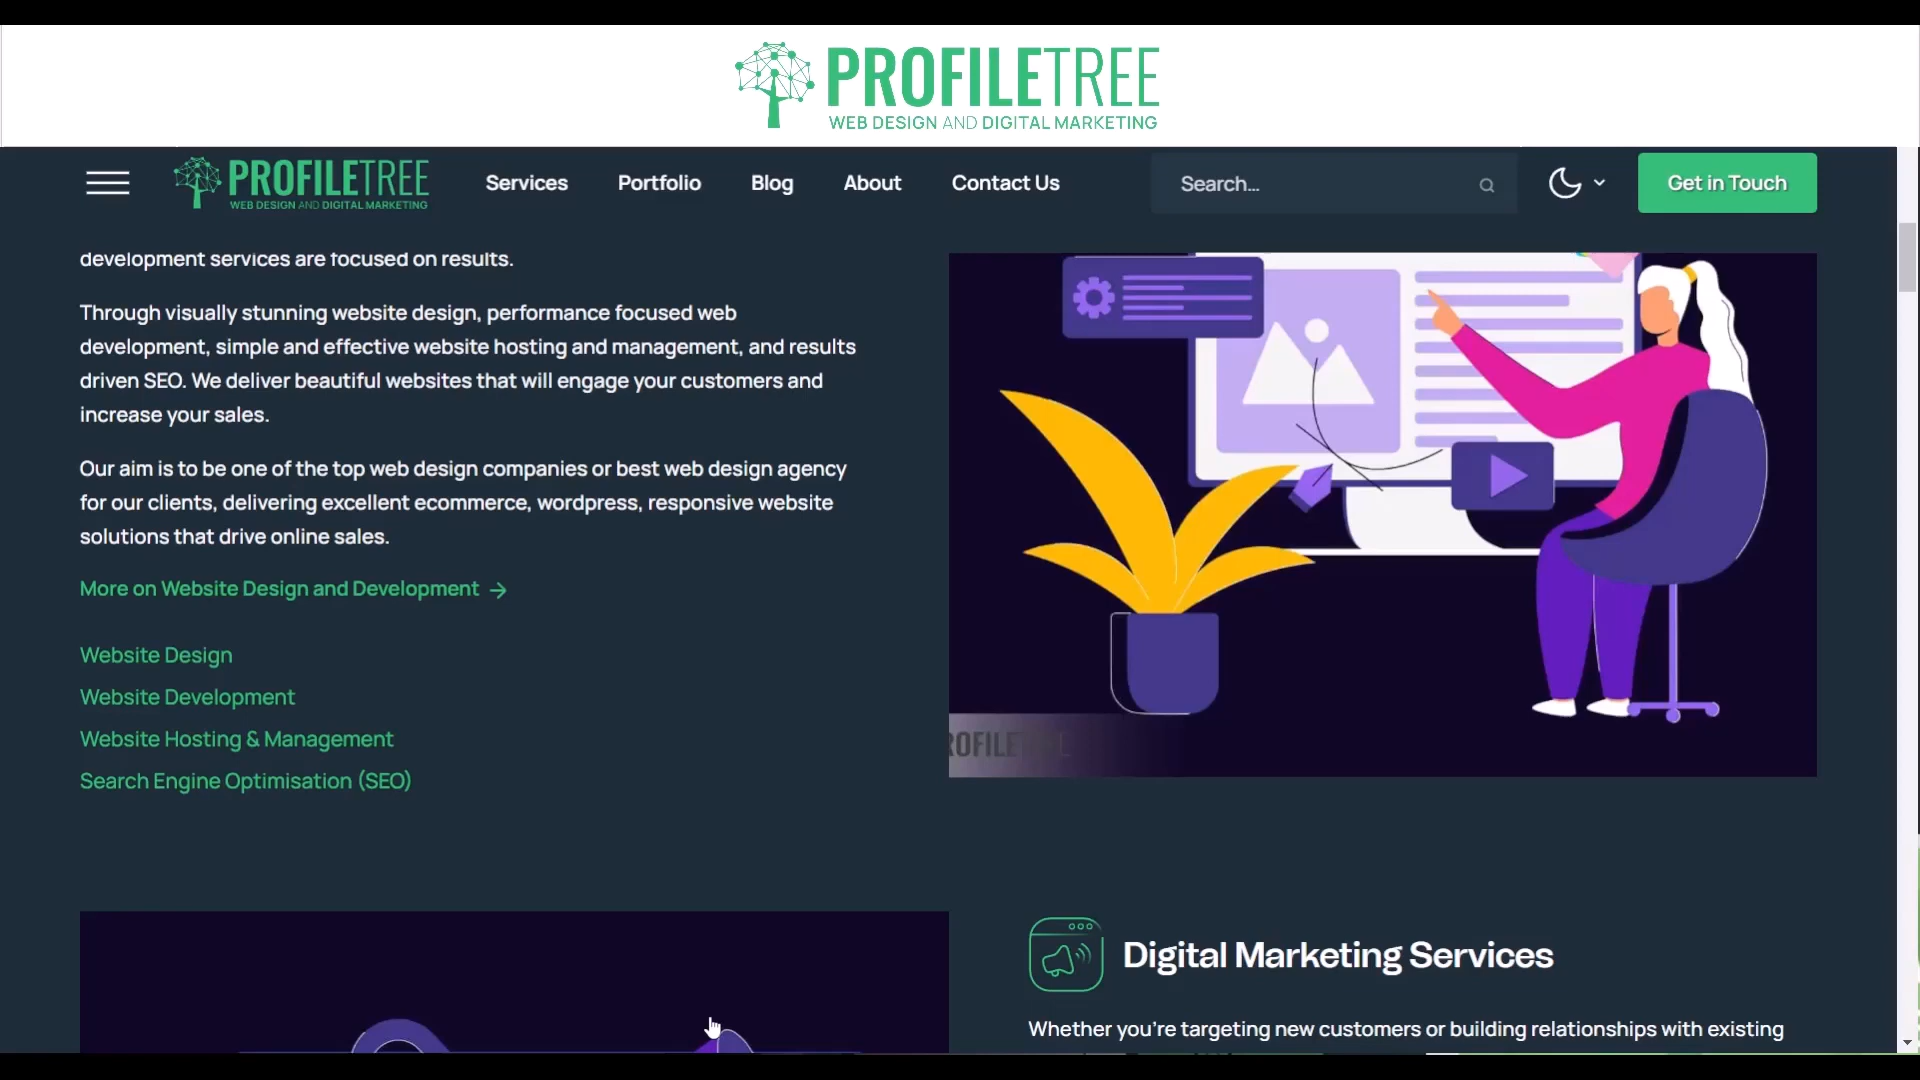 PROFILETREE
WEB DESIGN AND DIGITAL MARKETING
PROFILETREE
WEB DESIGN AND DIGITAL MARKETING
Services
Portfolio
Blog
About
Contact Us
Search...
Get in Touch
development services are focused on results.
Through visually stunning website design, performance focused web
development, simple and effective website hosting and management, and results
driven SEO. We deliver beautiful websites that will engage your customers and
increase your sales.
Our aim is to be one of the top web design companies or best web design agency
for our clients, delivering excellent ecommerce, wordpress, responsive website
solutions that drive online sales.
More on Website Design and Development
Website Design
Website Development
Website Hosting & Management
Search Engine Optimisation (SEO)
Digital Marketing Services
Whether you're targeting new customers or building relationships with existing